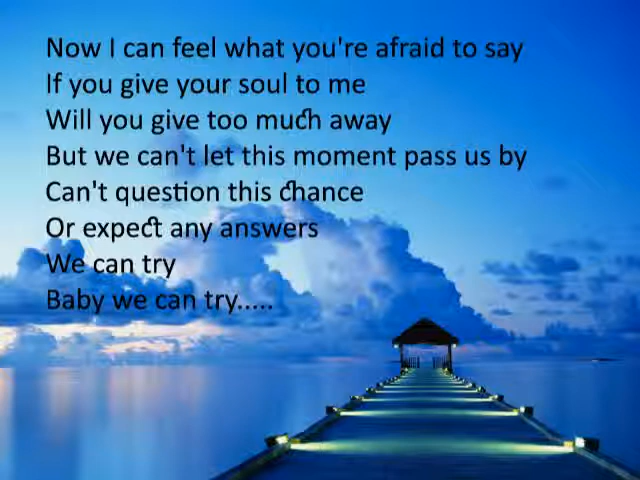 Now I can feel what you're afraid to say
If you give your soul to me
Will you give too much away
But we can't let this moment pass us by
Can't question this chance
Or expect any answers
We can try
Baby we can try.....